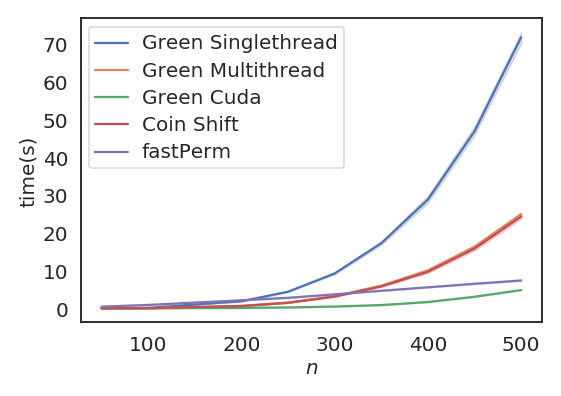 time(s)
70
60
50
40
30
20
10
0
Green Singlethread
Green Multithread
Green Cuda
Coin Shift
fastPerm
100 200 300 400 500
n